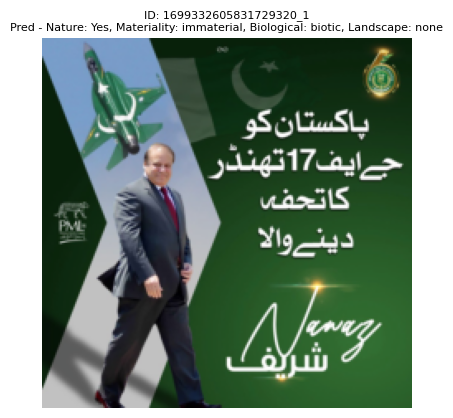 ID: 1699332605831729320_1
Pred - Nature: Yes, Materiality: immaterial, Biological: biotic, Landscape: none
پاکستان کو
جے ایف 17 تھنڈر
کا تحفہ
دینے والا
Nawaz
شریف
PML